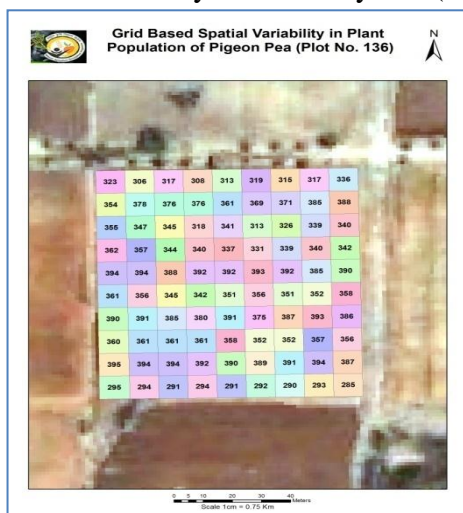 Grid Based Spatial Variability in Plant
Population of Pigeon Pea (Plot No. 136)
N
323 306 317 308 313 319 315 317 336
354 378 376 376 361 369 371 385 388
355 347 345 318 341 313 326 339 340
362 357 344 340 337 331 339 340 342
394 394 388 392 392 393 392 385 390
361 356 345 342 351 356 351 352 358
390 391 385 380 391 375 387 393 386
360 361 361 361 358 352 352 357 356
395 394 394 392 390 389 391 394 387
295 294 291 294 291 292 290 293 285
0 5 10 20 30 40
Meters
Scale 1cm = 0.75 Km